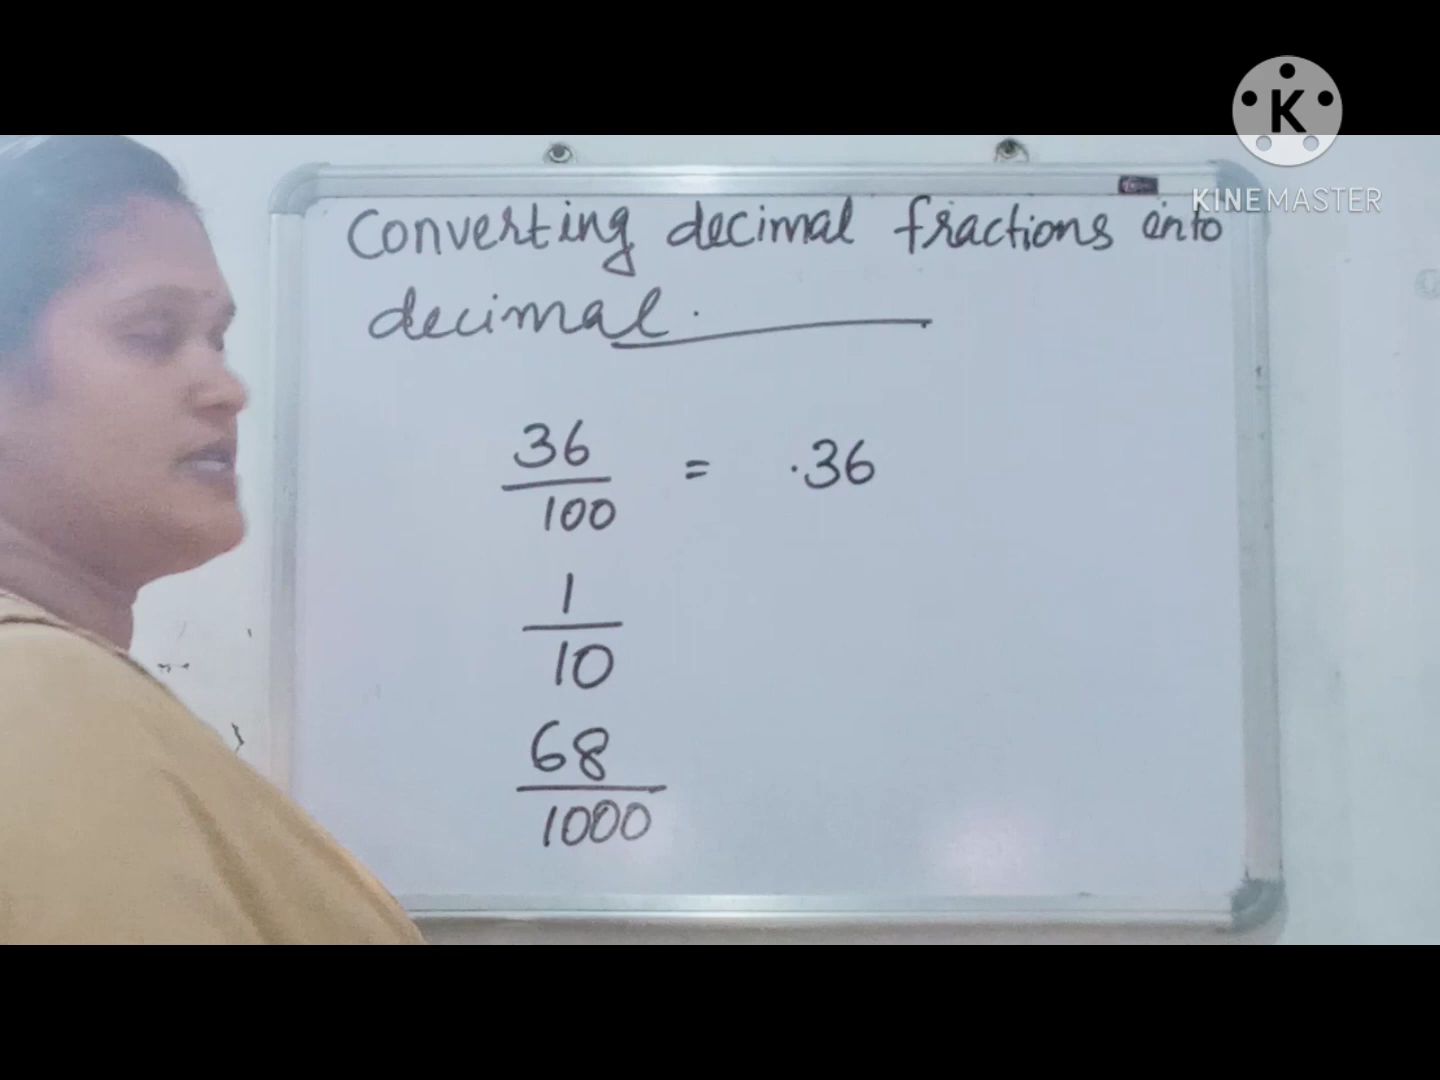 K
KINEMASTER
Converting decimal fractions into
decimal.
36
100
= .36
1
10
68
1000